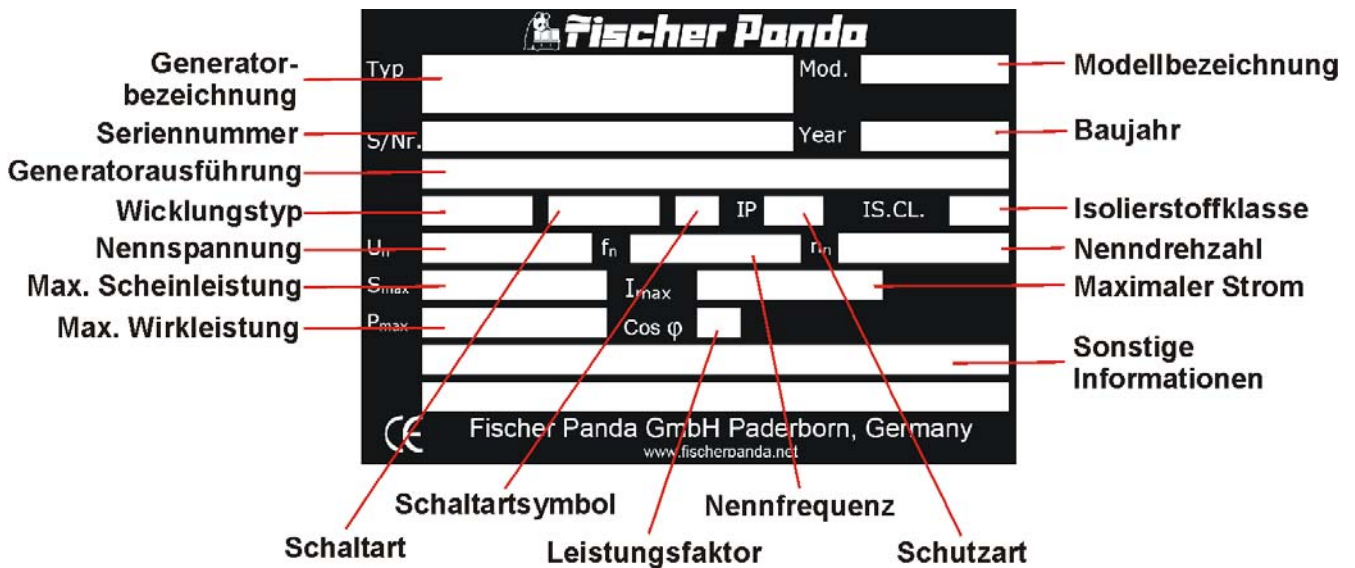 Fischer Panda
Generator-
bezeichnung
Typ
Mod.
Modellbezeichnung
Seriennummer
S/Nr.
Year
Baujahr
Generatorausführung
Wicklungstyp
IP
IS.CL.
Isolierstoffklasse
Nennspannung
Un
fn
nn
Nenndrehzahl
Max. Scheinleistung
Smax
Imax
Maximaler Strom
Max. Wirkleistung
Pmax
Cos φ
Sonstige
Informationen
CE
Fischer Panda GmbH Paderborn, Germany
www.fischerpanda.net
Schaltartsymbol
Nennfrequenz
Schaltart
Leistungsfaktor
Schutzart